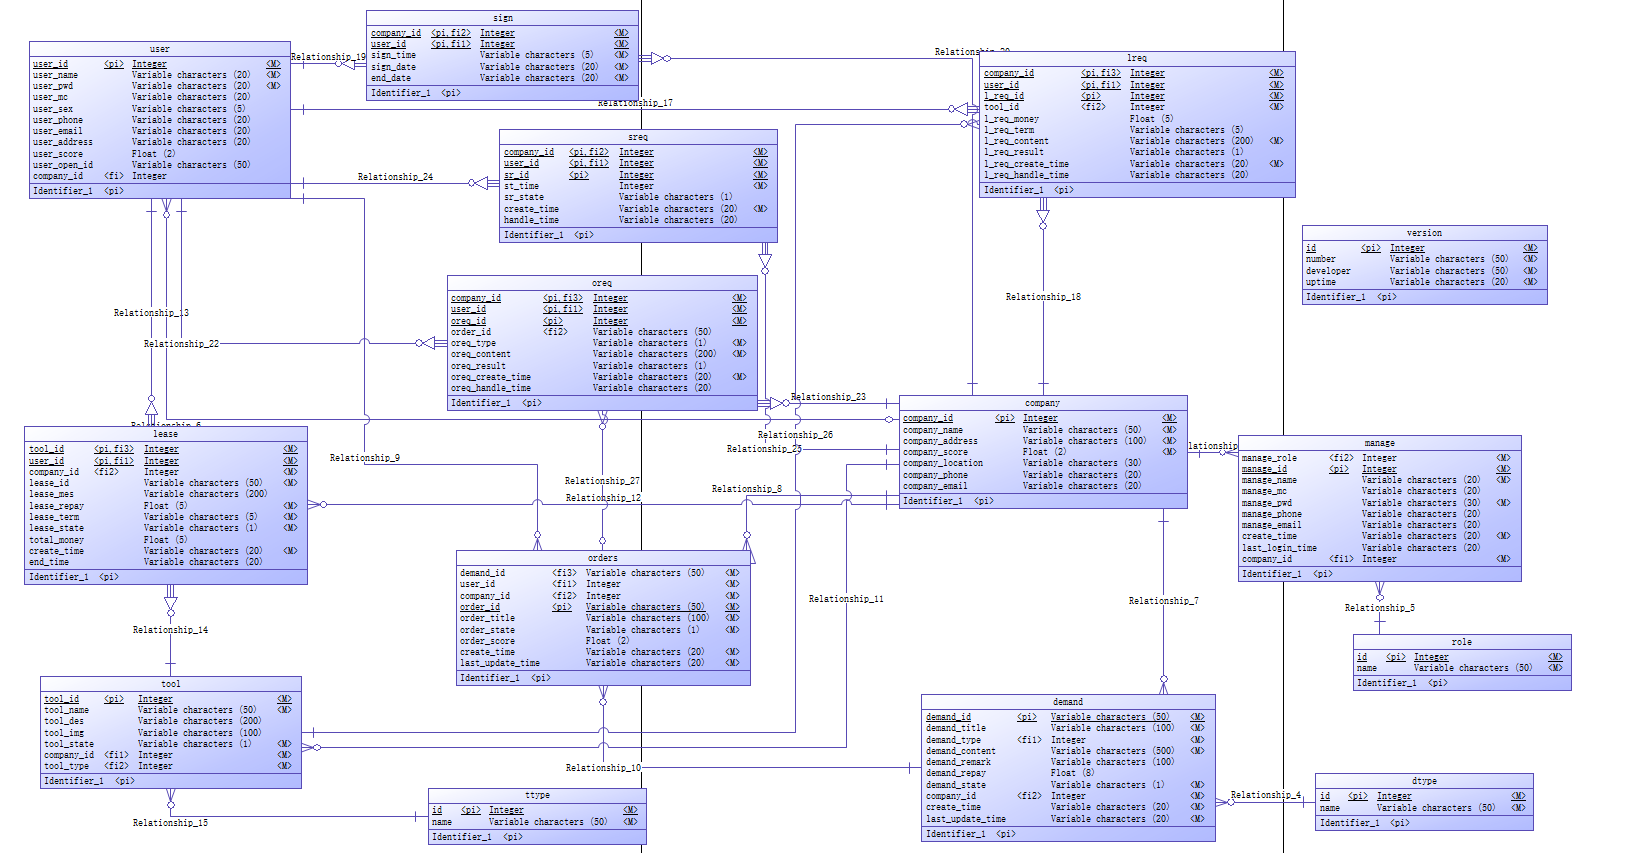 sign
company_id <pi,fi2> Integer <M>
user_id <pi,fi1> Integer <M>
sign_time Variable characters (5) <M>
sign_date Variable characters (20) <M>
end_date Variable characters (20) <M>
Identifier_1 <pi>
user
user_id <pi> Integer <M>
user_name Variable characters (20) <M>
user_pwd Variable characters (20) <M>
user_mc Variable characters (20)
user_sex Variable characters (5)
user_phone Variable characters (20)
user_email Variable characters (20)
user_address Variable characters (20)
user_score Float (2)
user_open_id Variable characters (50)
company_id <fi> Integer
Identifier_1 <pi>
Relationship_19
Relationship_20
lreq
company_id <pi,fi3> Integer <M>
user_id <pi,fi1> Integer <M>
l_req_id <pi> Integer <M>
tool_id <fi2> Integer <M>
l_req_money Float (5)
l_req_term Variable characters (5)
l_req_content Variable characters (200) <M>
l_req_result Variable characters (1)
l_req_create_time Variable characters (20) <M>
l_req_handle_time Variable characters (20)
Identifier_1 <pi>
Relationship_17
sreq
company_id <pi,fi2> Integer <M>
user_id <pi,fi1> Integer <M>
sr_id <pi> Integer <M>
st_time Integer <M>
sr_state Variable characters (1)
create_time Variable characters (20) <M>
handle_time Variable characters (20)
Identifier_1 <pi>
Relationship_24
version
id <pi> Integer <M>
number Variable characters (50) <M>
developer Variable characters (50) <M>
uptime Variable characters (20) <M>
Identifier_1 <pi>
oreq
company_id <pi,fi3> Integer <M>
user_id <pi,fi1> Integer <M>
oreq_id <pi> Integer <M>
order_id <fi2> Variable characters (50)
oreq_type Variable characters (1) <M>
oreq_content Variable characters (200) <M>
oreq_result Variable characters (1)
oreq_create_time Variable characters (20) <M>
oreq_handle_time Variable characters (20)
Identifier_1 <pi>
Relationship_18
Relationship_13
Relationship_22
Relationship_23
company
company_id <pi> Integer <M>
company_name Variable characters (50) <M>
company_address Variable characters (100) <M>
company_score Float (2) <M>
company_location Variable characters (30)
company_phone Variable characters (20)
company_email Variable characters (20)
Identifier_1 <pi>
Relationship_6
lease
tool_id <pi,fi3> Integer <M>
user_id <pi,fi1> Integer <M>
company_id <fi2> Integer <M>
lease_id Variable characters (50) <M>
lease_mes Variable characters (200)
lease_repay Float (5) <M>
lease_term Variable characters (5) <M>
lease_state Variable characters (1) <M>
total_money Float (5)
create_time Variable characters (20) <M>
end_time Variable characters (20)
Identifier_1 <pi>
Relationship_26
Relationship_25
lationship
manage
manage_role <fi2> Integer <M>
manage_id <pi> Integer <M>
manage_name Variable characters (20) <M>
manage_mc Variable characters (20)
manage_pwd Variable characters (30) <M>
manage_phone Variable characters (20)
manage_email Variable characters (20)
create_time Variable characters (20) <M>
last_login_time Variable characters (20)
company_id <fi1> Integer <M>
Identifier_1 <pi>
Relationship_9
Relationship_27
Relationship_8
Relationship_12
orders
demand_id <fi3> Variable characters (50) <M>
user_id <fi1> Integer <M>
company_id <fi2> Integer <M>
order_id <pi> Variable characters (50) <M>
order_title Variable characters (100) <M>
order_state Variable characters (1) <M>
order_score Float (2)
create_time Variable characters (20) <M>
last_update_time Variable characters (20) <M>
Identifier_1 <pi>
Relationship_11
Relationship_7
Relationship_5
Relationship_14
role
id <pi> Integer <M>
name Variable characters (50) <M>
Identifier_1 <pi>
tool
tool_id <pi> Integer <M>
tool_name Variable characters (50) <M>
tool_des Variable characters (200)
tool_img Variable characters (100)
tool_state Variable characters (1) <M>
company_id <fi1> Integer <M>
tool_type <fi2> Integer <M>
Identifier_1 <pi>
demand
demand_id <pi> Variable characters (50) <M>
demand_title Variable characters (100) <M>
demand_type <fi1> Integer <M>
demand_content Variable characters (500) <M>
demand_remark Variable characters (100)
demand_repay Float (8)
demand_state Variable characters (1) <M>
company_id <fi2> Integer <M>
create_time Variable characters (20) <M>
last_update_time Variable characters (20) <M>
Identifier_1 <pi>
Relationship_10
ttype
id <pi> Integer <M>
name Variable characters (50) <M>
Identifier_1 <pi>
Relationship_15
Relationship_4
dtype
id <pi> Integer <M>
name Variable characters (50) <M>
Identifier_1 <pi>